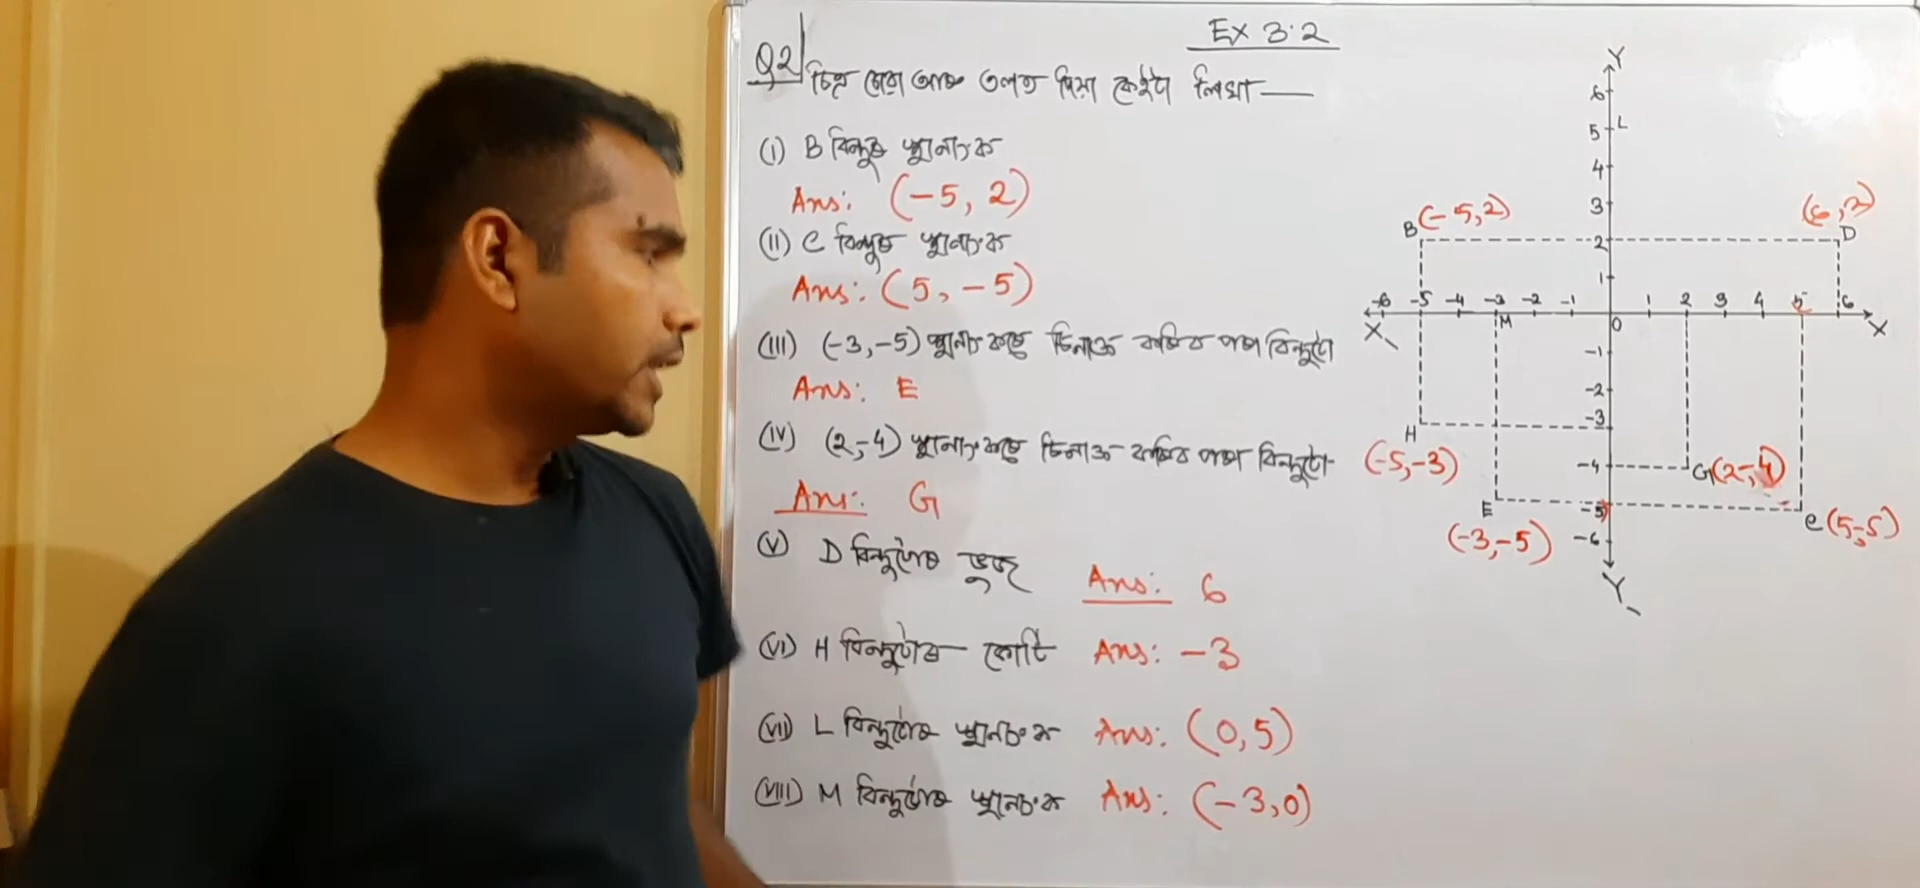 Ex 3.2
Q2 চিত্ৰ চোৱা আৰু তলত দিয়া কেইটা লিখা —
(I) B বিন্দুৰ স্থানাংক
Ans: (-5, 2)
(II) C বিন্দুৰ স্থানাংক
Ans: (5, -5)
(III) (-3, -5) স্থানাংকৰে চিনাক্ত কৰিব পৰা বিন্দুটো
Ans: E
(IV) (2, -4) স্থানাংকৰে চিনাক্ত কৰিব পৰা বিন্দুটো
Ans: G
(V) D বিন্দুটোৰ ভুজ Ans: 6
(VI) H বিন্দুটোৰ কোটি Ans: -3
(VII) L বিন্দুটোৰ স্থানাংক Ans: (0, 5)
(VIII) M বিন্দুটোৰ স্থানাংক Ans: (-3, 0)
Y
6
5 L
4
3
B (-5, 2) 2 (6, 2) D
1
-6 -5 -4 -3 -2 -1 1 2 3 4 5 6
X' M O X
-1
-2
H -3
(-5, -3) -4 G (2-, 4)
E -5 C (5, -5)
(-3, -5) -6
Y'